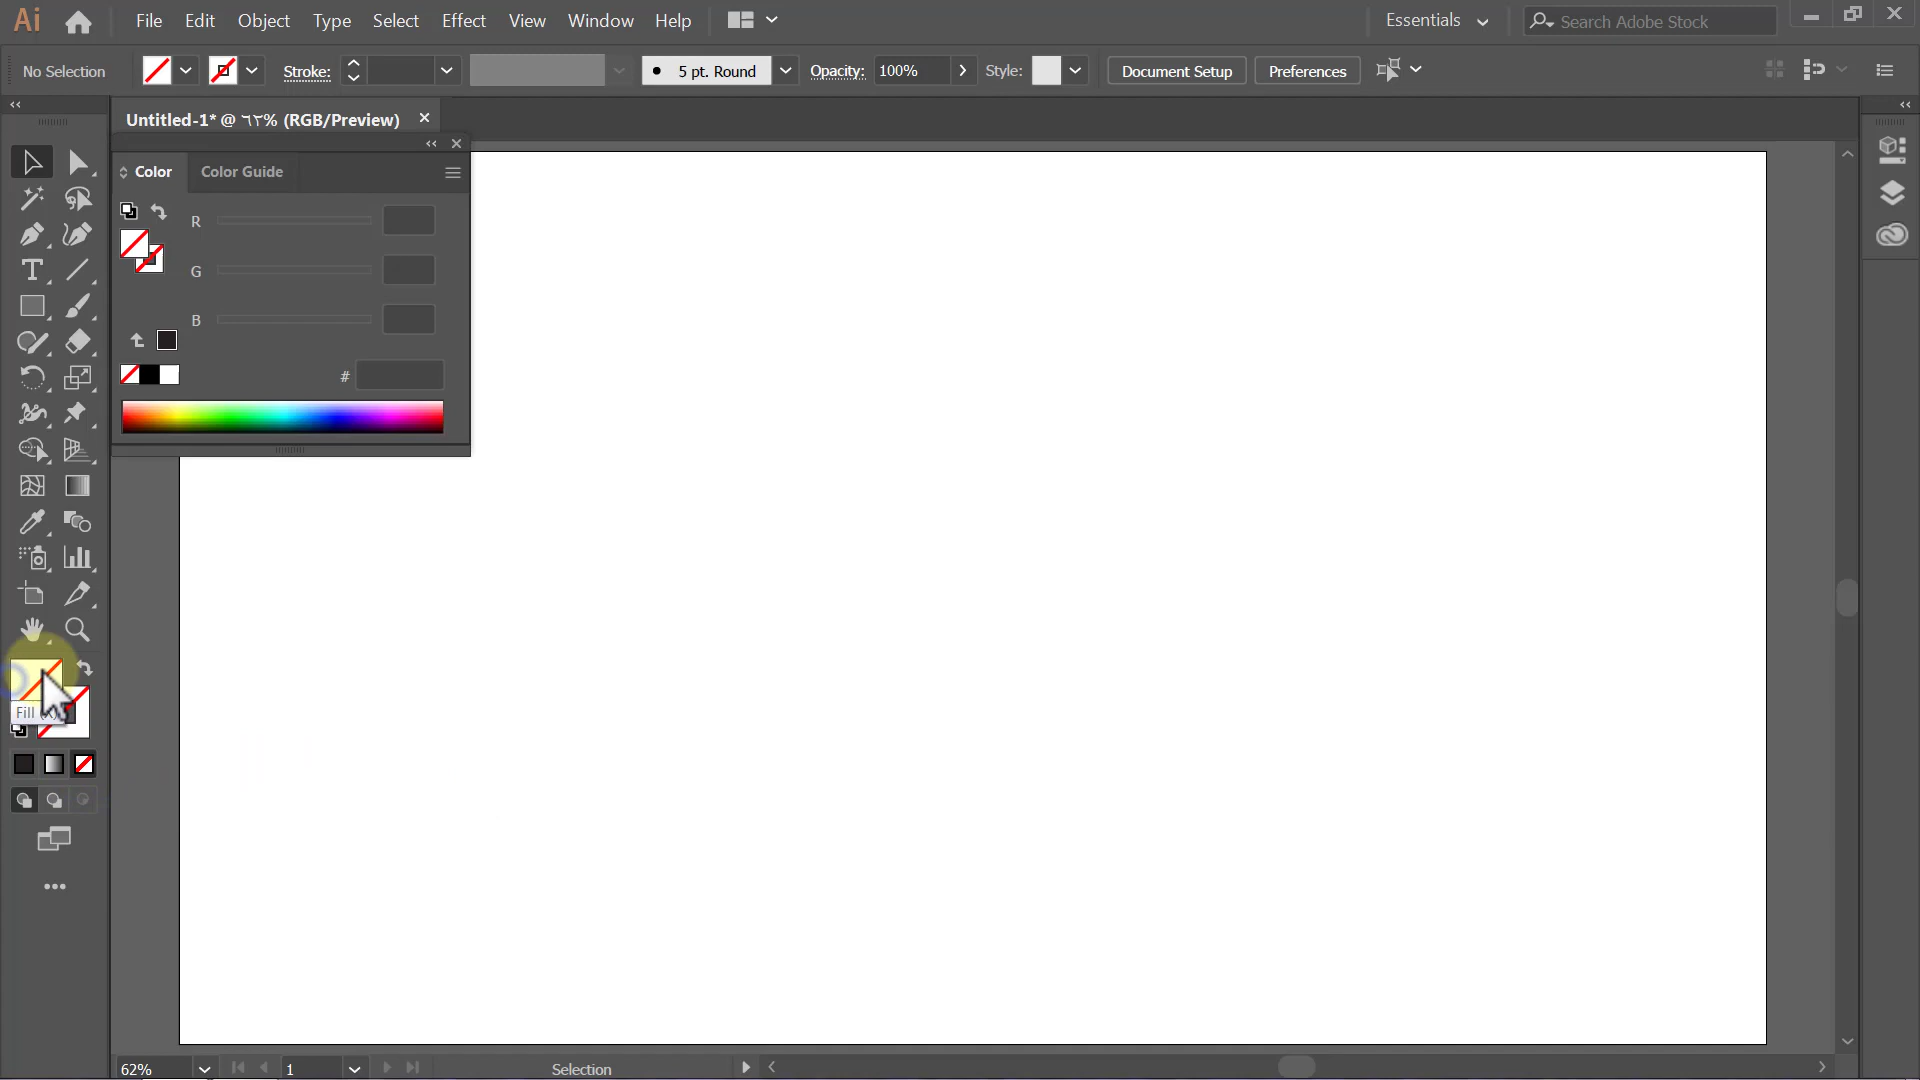 Ai File Edit Object Type Select Effect View Window Help Essentials Search Adobe Stock
No Selection Stroke: 5 pt. Round Opacity: 100% Style: Document Setup Preferences
Untitled-1* @ ٦٢% (RGB/Preview)
Color Color Guide
R
G
B
#
T
Fill (X)
62% 1 Selection